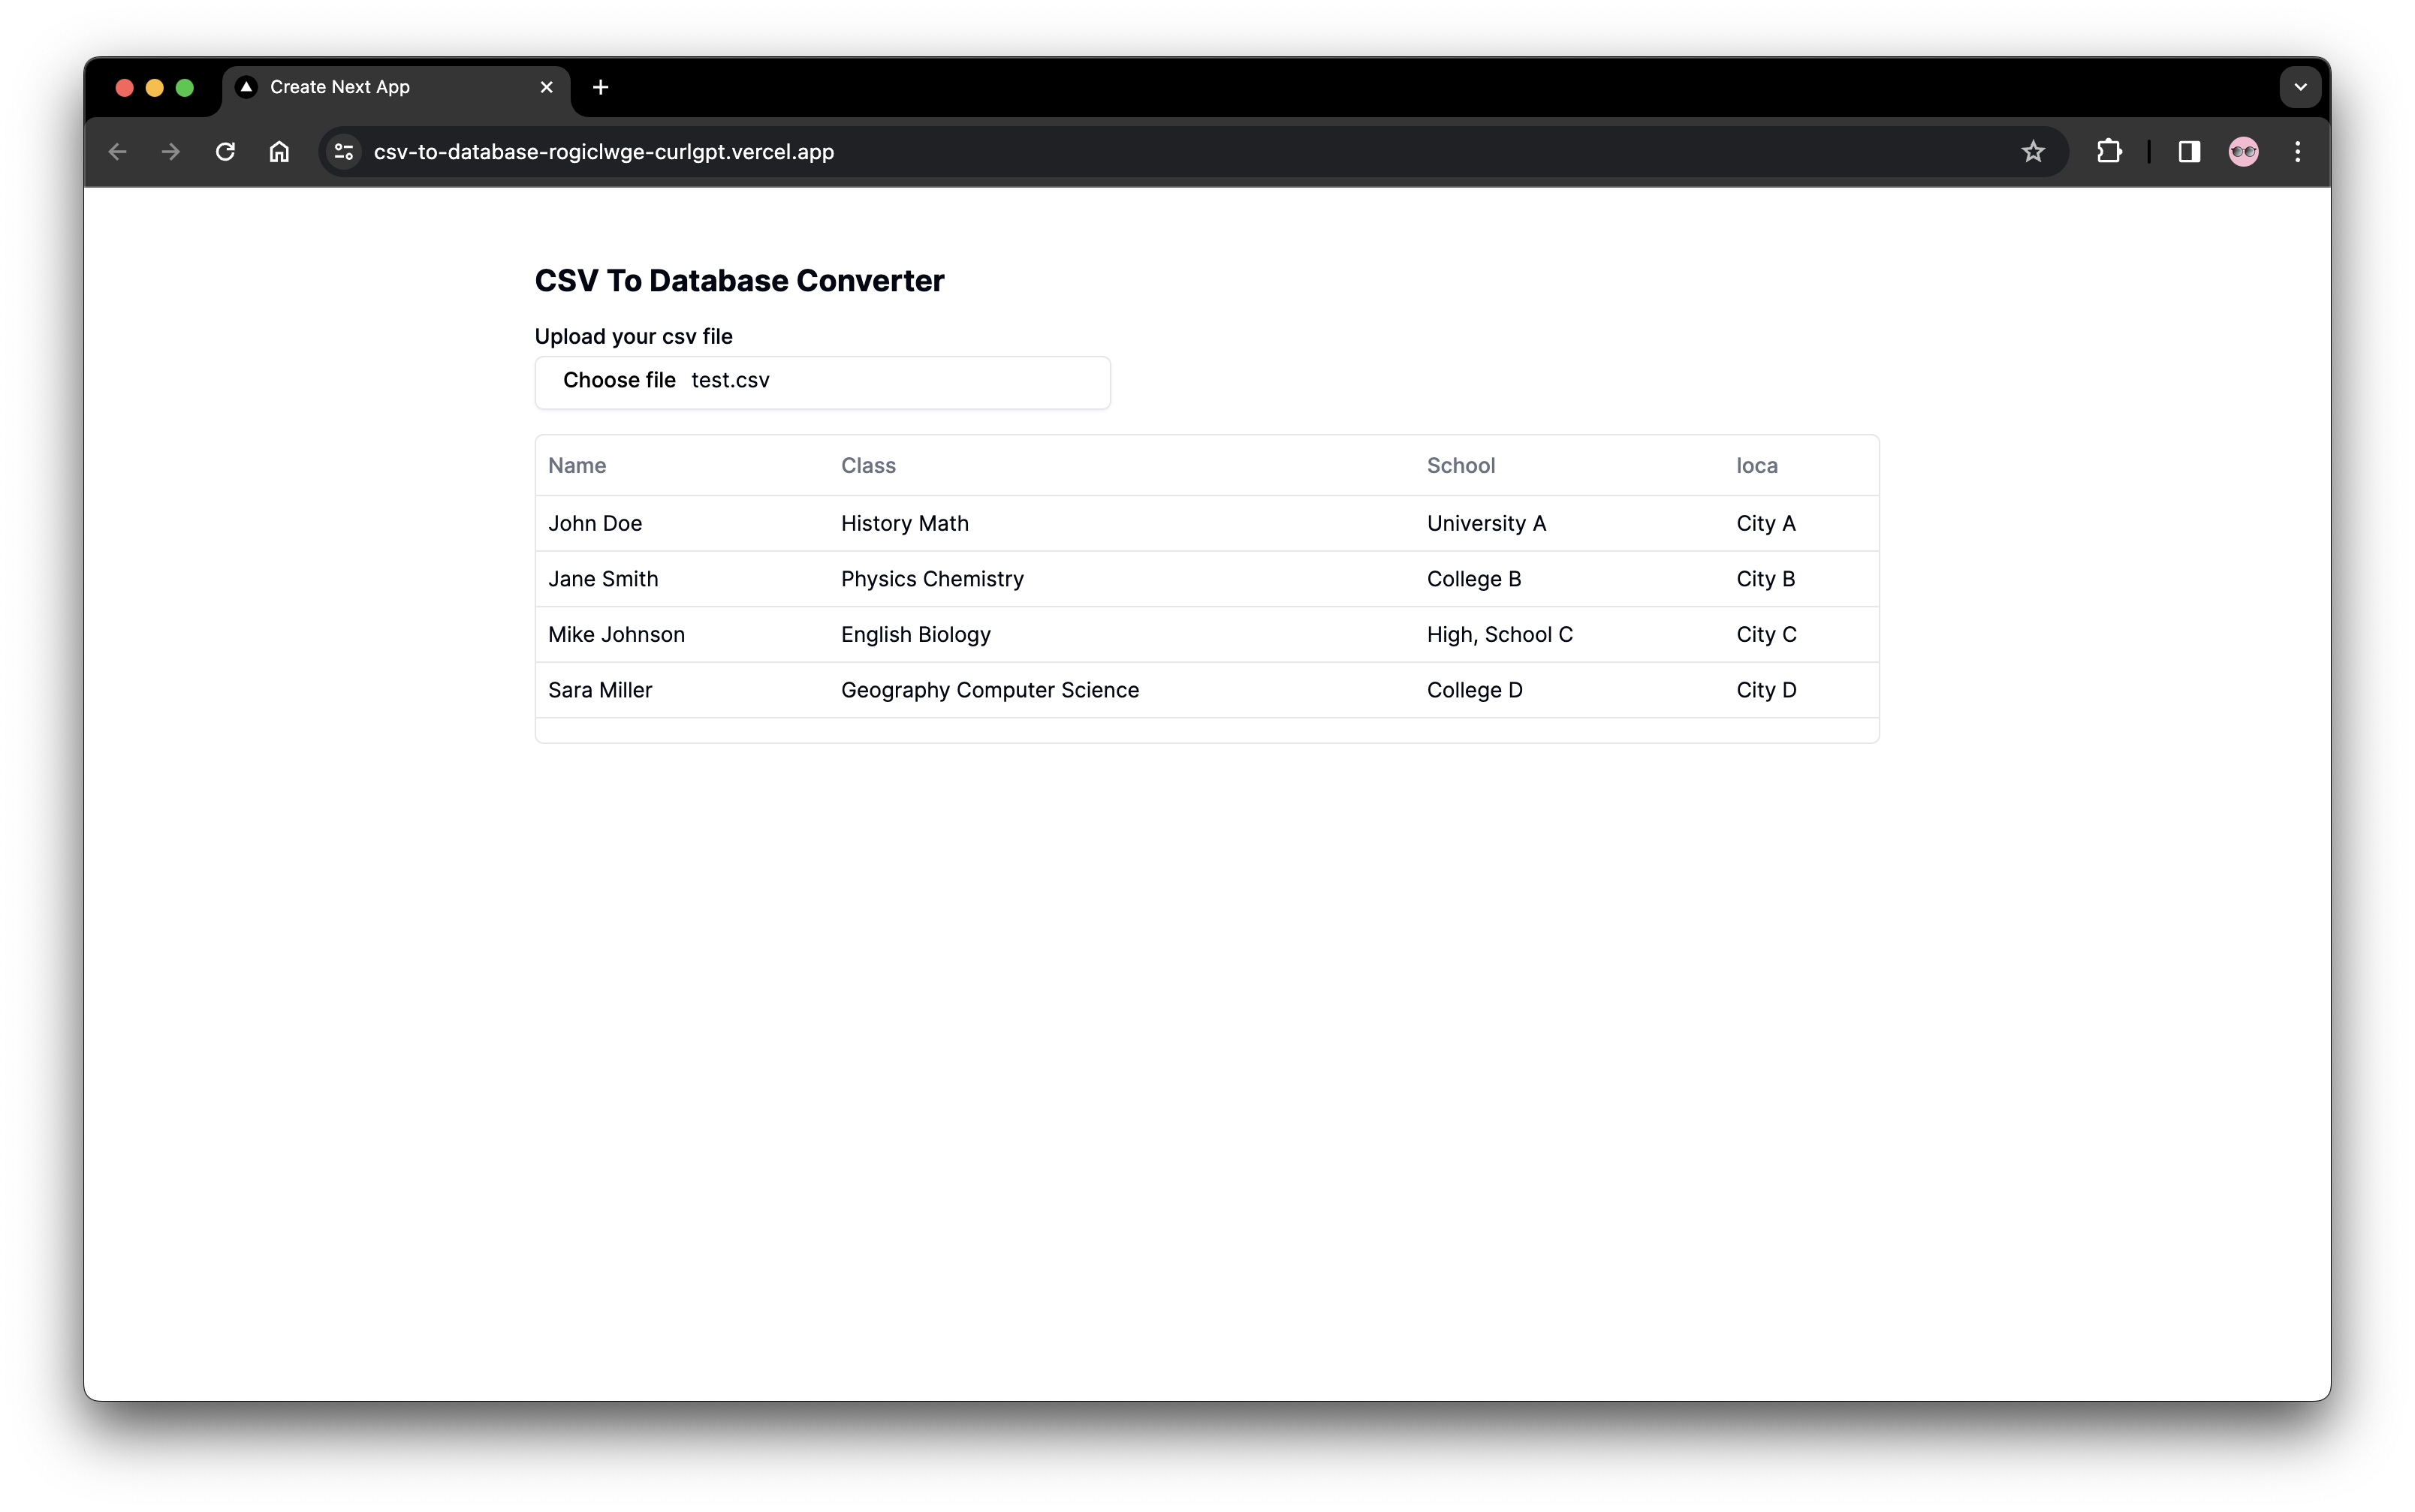 Create Next App
csv-to-database-rogiclwge-curlgpt.vercel.app
CSV To Database Converter
Upload your csv file
Choose file test.csv
Name Class School loca
John Doe History Math University A City A
Jane Smith Physics Chemistry College B City B
Mike Johnson English Biology High, School C City C
Sara Miller Geography Computer Science College D City D